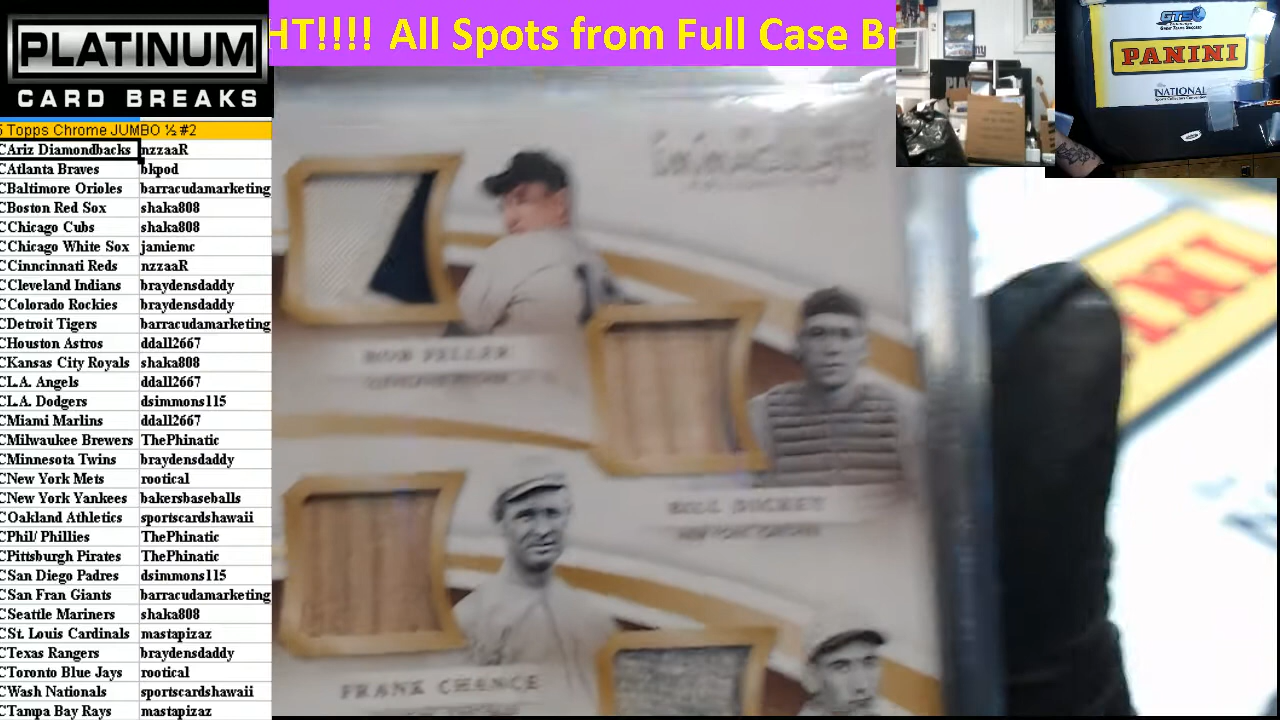 PLATINUM
CARD BREAKS
HT!!!! All Spots from Full Case Br
GTS
PANINI
NATIONAL
5 Topps Chrome JUMBO ½ #2
CAriz Diamondbacks nzzaaR
CAtlanta Braves bkpod
CBaltimore Orioles barracudamarketing
CBoston Red Sox shaka808
CChicago Cubs shaka808
CChicago White Sox jamiemc
CCinncinnati Reds nzzaaR
CCleveland Indians braydensdaddy
CColorado Rockies braydensdaddy
CDetroit Tigers barracudamarketing
CHouston Astros ddall2667
CKansas City Royals shaka808
CL.A. Angels ddall2667
CL.A. Dodgers dsimmons115
CMiami Marlins ddall2667
CMilwaukee Brewers ThePhinatic
CMinnesota Twins braydensdaddy
CNew York Mets rootical
CNew York Yankees bakersbaseballs
COakland Athletics sportscardshawaii
CPhil/ Phillies ThePhinatic
CPittsburgh Pirates ThePhinatic
CSan Diego Padres dsimmons115
CSan Fran Giants barracudamarketing
CSeattle Mariners shaka808
CSt. Louis Cardinals mastapizaz
CTexas Rangers braydensdaddy
CToronto Blue Jays rootical
CWash Nationals sportscardshawaii
CTampa Bay Rays mastapizaz
BOB FELLER
BILL DICKEY
NEW YORK YANKEES
FRANK CHANCE
ANINI